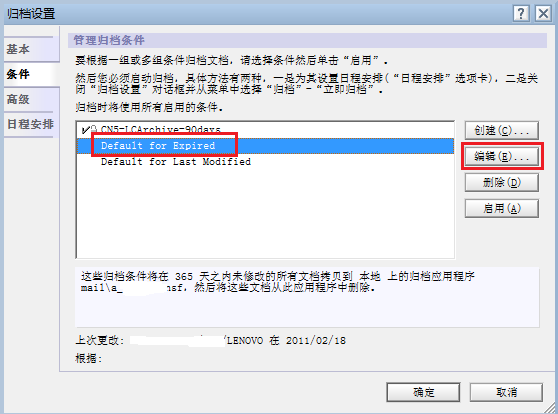 归档设置
基本
条件
高级
日程安排
管理归档条件
要根据一组或多组条件归档文档，请选择条件然后单击“启用”。
然后您必须启动归档，具体方法有两种，一是为其设置日程安排(“日程安排”选项卡)，二是关
闭“归档设置”对话框并从菜单中选择“归档”-“立即归档”。
归档时将使用所有启用的条件。
CN5-LCArchive-90days
Default for Expired
Default for Last Modified
创建(C)...
编辑(E)...
删除(D)
启用(A)
这些归档条件将在 365 天之内未修改的所有文档拷贝到 本地 上的归档应用程序
mail\a_ nsf，然后将这些文档从此应用程序中删除。
上次更改: /LENOVO 在 2011/02/18
根据:
确定
取消